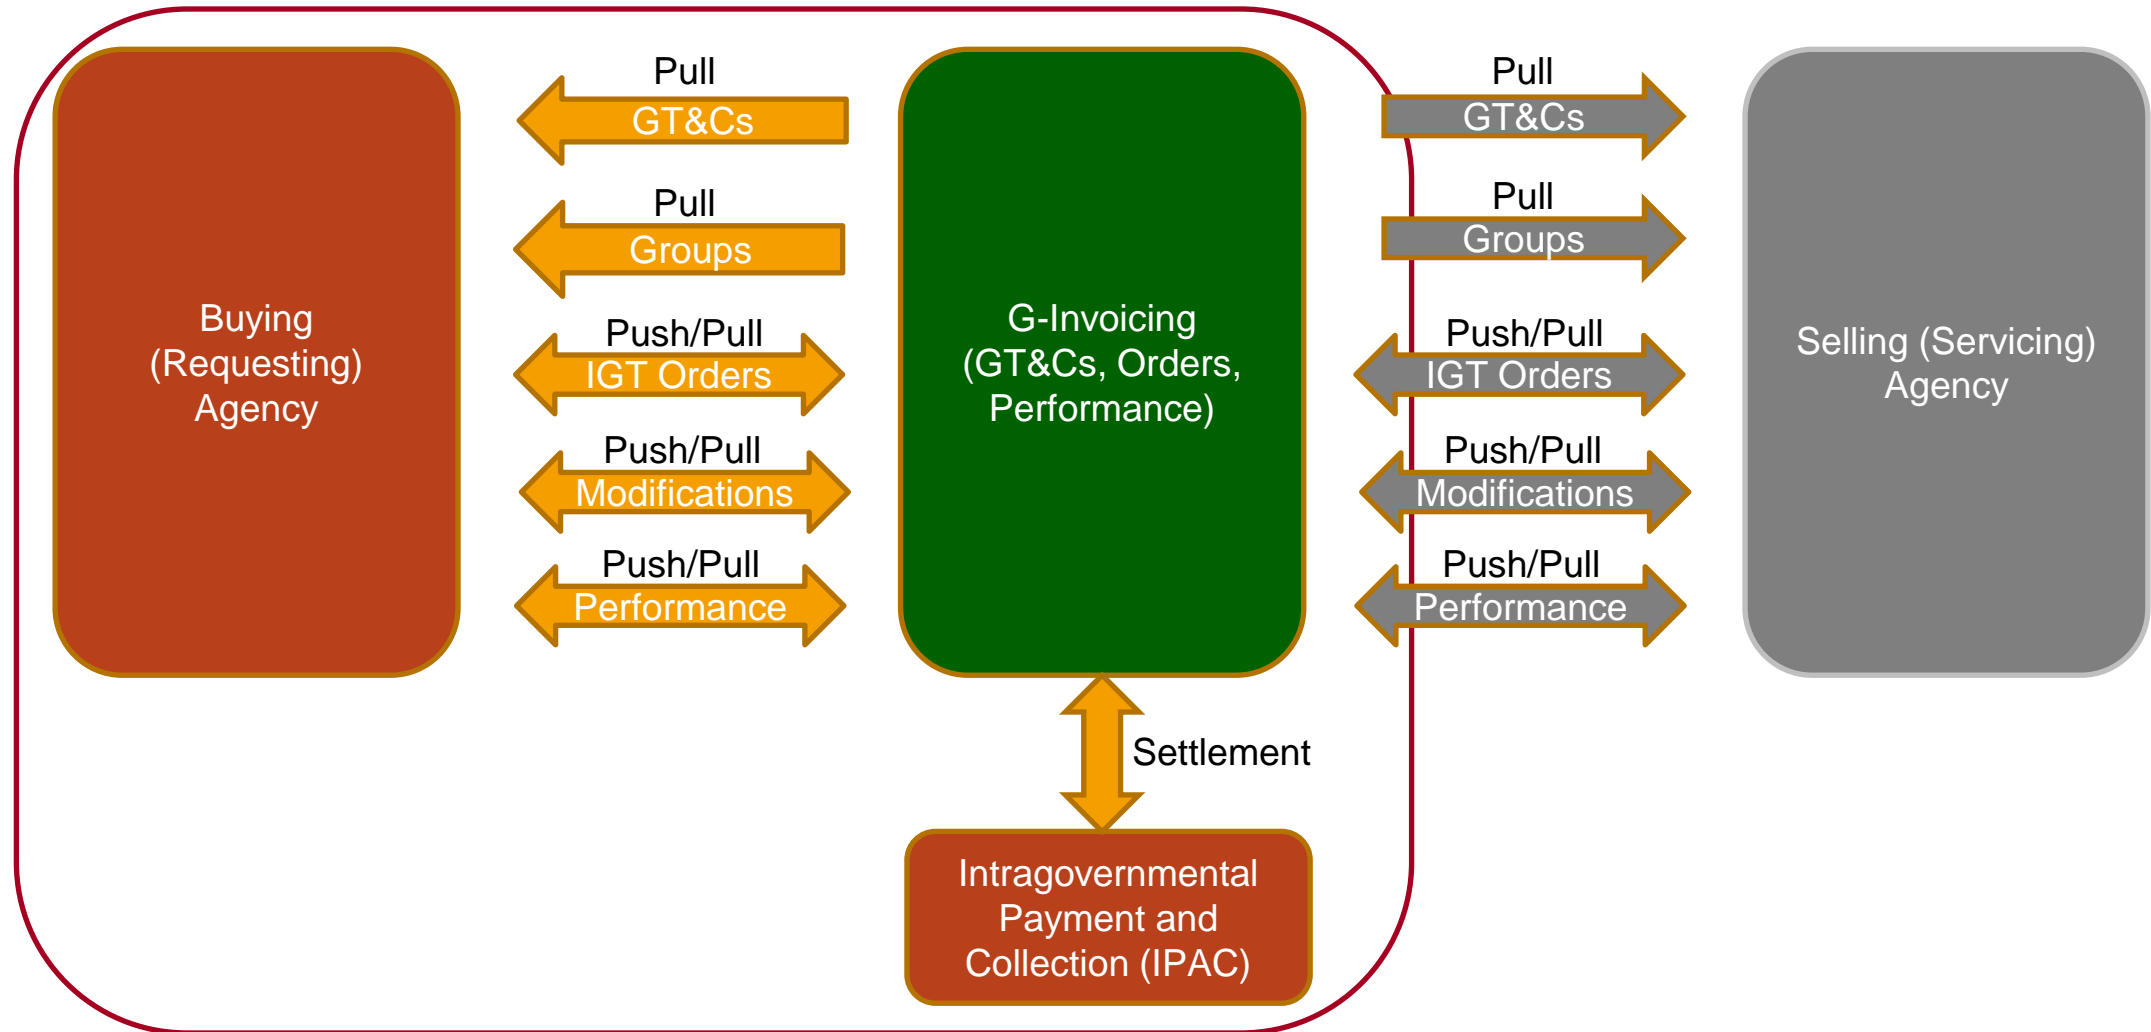 Buying
(Requesting)
Agency
Pull
GT&Cs
Pull
Groups
Push/Pull
IGT Orders
Push/Pull
Modifications
Push/Pull
Performance
G-Invoicing
(GT&Cs, Orders,
Performance)
Pull
GT&Cs
Pull
Groups
Push/Pull
IGT Orders
Push/Pull
Modifications
Push/Pull
Performance
Selling (Servicing)
Agency
Settlement
Intragovernmental
Payment and
Collection (IPAC)